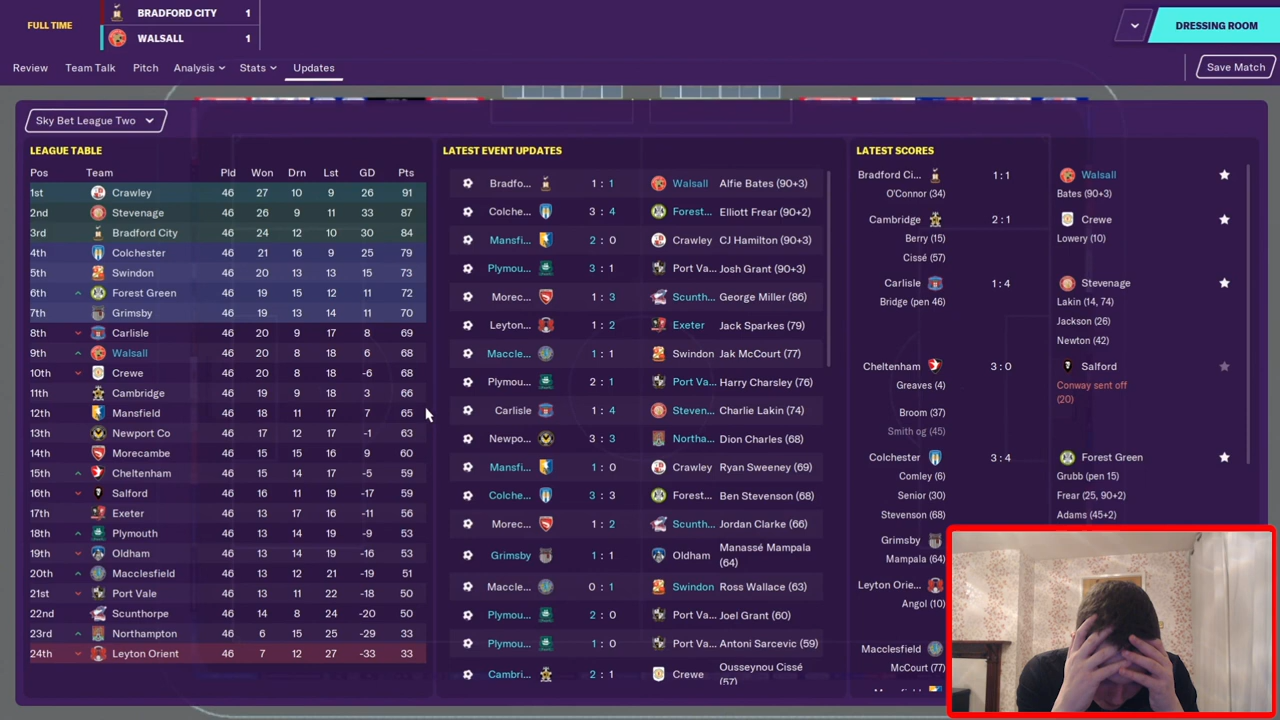 FULL TIME
BRADFORD CITY 1
WALSALL 1
DRESSING ROOM
Review Team Talk Pitch Analysis Stats Updates
Save Match
Sky Bet League Two
LEAGUE TABLE
Pos Team Pld Won Drn Lst GD Pts
1st Crawley 46 27 10 9 26 91
2nd Stevenage 46 26 9 11 33 87
3rd Bradford City 46 24 12 10 30 84
4th Colchester 46 21 16 9 25 79
5th Swindon 46 20 13 13 15 73
6th Forest Green 46 19 15 12 11 72
7th Grimsby 46 19 13 14 11 70
8th Carlisle 46 20 9 17 8 69
9th Walsall 46 20 8 18 6 68
10th Crewe 46 20 8 18 -6 68
11th Cambridge 46 19 9 18 3 66
12th Mansfield 46 18 11 17 7 65
13th Newport Co 46 17 12 17 -1 63
14th Morecambe 46 15 15 16 9 60
15th Cheltenham 46 15 14 17 -5 59
16th Salford 46 16 11 19 -17 59
17th Exeter 46 13 17 16 -11 56
18th Plymouth 46 13 14 19 -9 53
19th Oldham 46 13 14 19 -16 53
20th Macclesfield 46 13 12 21 -19 51
21st Port Vale 46 13 11 22 -18 50
22nd Scunthorpe 46 14 8 24 -20 50
23rd Northampton 46 6 15 25 -29 33
24th Leyton Orient 46 7 12 27 -33 33
LATEST EVENT UPDATES
Bradfo... 1 : 1 Walsall Alfie Bates (90+3)
Colche... 3 : 4 Forest... Elliott Frear (90+2)
Mansfi... 2 : 0 Crawley CJ Hamilton (90+3)
Plymou... 3 : 1 Port Va... Josh Grant (90+3)
Morec... 1 : 3 Scunth... George Miller (86)
Leyton... 1 : 2 Exeter Jack Sparkes (79)
Maccle... 1 : 1 Swindon Jak McCourt (77)
Plymou... 2 : 1 Port Va... Harry Charsley (76)
Carlisle 1 : 4 Steven... Charlie Lakin (74)
Newpo... 3 : 3 Northa... Dion Charles (68)
Mansfi... 1 : 0 Crawley Ryan Sweeney (69)
Colche... 3 : 3 Forest... Ben Stevenson (68)
Morec... 1 : 2 Scunth... Jordan Clarke (66)
Grimsby 1 : 1 Oldham Manassé Mampala
(64)
Maccle... 0 : 1 Swindon Ross Wallace (63)
Plymou... 2 : 0 Port Va... Joel Grant (60)
Plymou... 1 : 0 Port Va... Antoni Sarcevic (59)
Cambri... 2 : 1 Crewe Ousseynou Cissé
(57)
LATEST SCORES
Bradford Ci... 1:1 Walsall
O'Connor (34) Bates (90+3)
Cambridge 2:1 Crewe
Berry (15) Lowery (10)
Cissé (57)
Carlisle 1:4 Stevenage
Bridge (pen 46) Lakin (14, 74)
Jackson (26)
Newton (42)
Cheltenham 3:0 Salford
Greaves (4) Conway sent off
(20)
Broom (37)
Smith og (45)
Colchester 3:4 Forest Green
Comley (6) Grubb (pen 15)
Senior (30) Frear (25, 90+2)
Stevenson (68) Adams (45+2)
Grimsby
Mampala (64)
Leyton Orie...
Angol (10)
Macclesfield
McCourt (77)